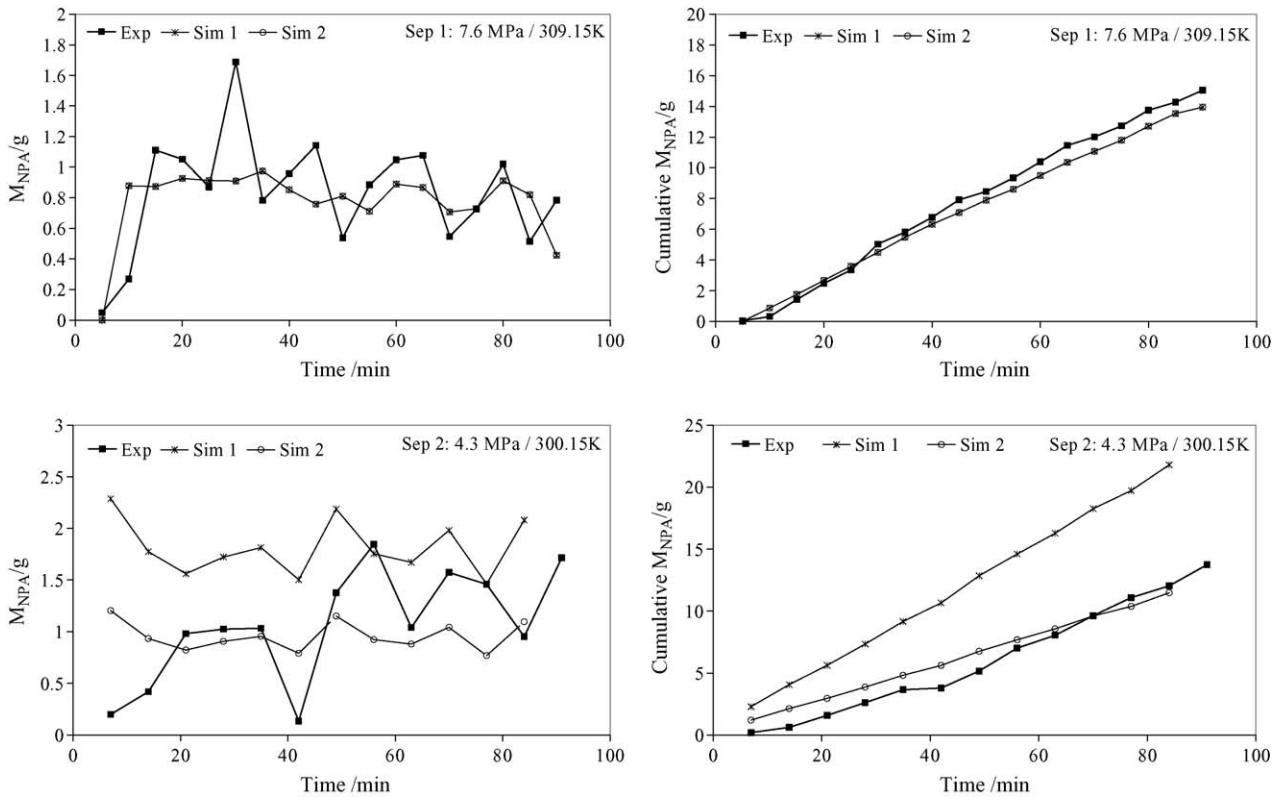 Exp Sim 1 Sim 2 Sep 1: 7.6 MPa / 309.15K
M_NPA/g
2
1.8
1.6
1.4
1.2
1
0.8
0.6
0.4
0.2
0
0 20 40 60 80 100
Time /min
Exp Sim 1 Sim 2 Sep 1: 7.6 MPa / 309.15K
Cumulative M_NPA/g
20
18
16
14
12
10
8
6
4
2
0
0 20 40 60 80 100
Time /min
Exp Sim 1 Sim 2 Sep 2: 4.3 MPa / 300.15K
M_NPA/g
3
2.5
2
1.5
1
0.5
0
0 20 40 60 80 100
Time /min
Exp Sim 1 Sim 2 Sep 2: 4.3 MPa / 300.15K
Cumulative M_NPA/g
25
20
15
10
5
0
0 20 40 60 80 100
Time /min